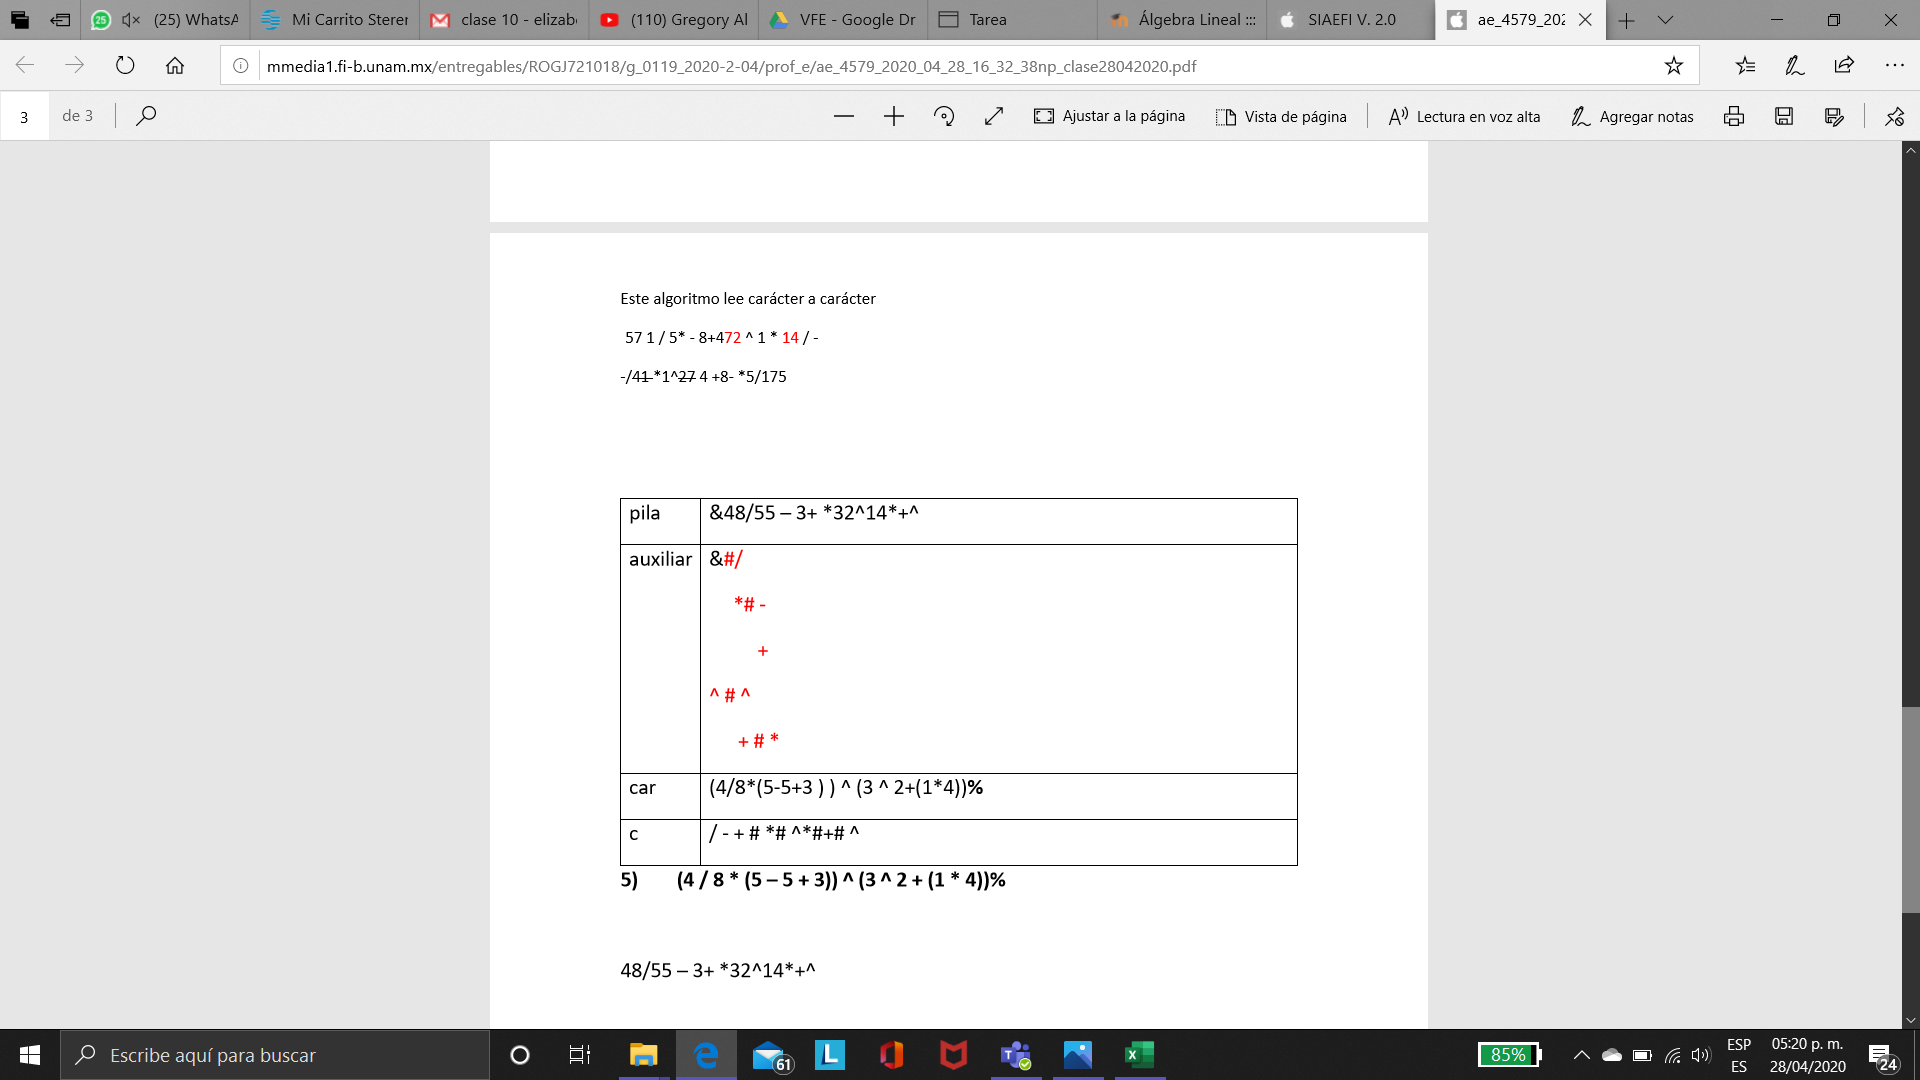 25 (25) WhatsA
Mi Carrito Sterer
clase 10 - elizab
(110) Gregory Al
VFE - Google Dr
Tarea
Álgebra Lineal :::
SIAEFI V. 2.0
ae_4579_202
mmedia1.fi-b.unam.mx/entregables/ROGJ721018/g_0119_2020-2-04/prof_e/ae_4579_2020_04_28_16_32_38np_clase28042020.pdf
3 de 3
Ajustar a la página
Vista de página
Lectura en voz alta
Agregar notas
Este algoritmo lee carácter a carácter
57 1 / 5* - 8+472 ^ 1 * 14 / -
-/41 *1^27 4 +8- *5/175
pila &48/55 – 3+ *32^14*+^
auxiliar &#/
*# -
+
^ # ^
+ # *
car (4/8*(5-5+3 ) ) ^ (3 ^ 2+(1*4))%
c / - + # *# ^*#+# ^
5) (4 / 8 * (5 – 5 + 3)) ^ (3 ^ 2 + (1 * 4))%
48/55 – 3+ *32^14*+^
Escribe aquí para buscar
61
L
85%
ESP
ES
05:20 p. m.
28/04/2020
24